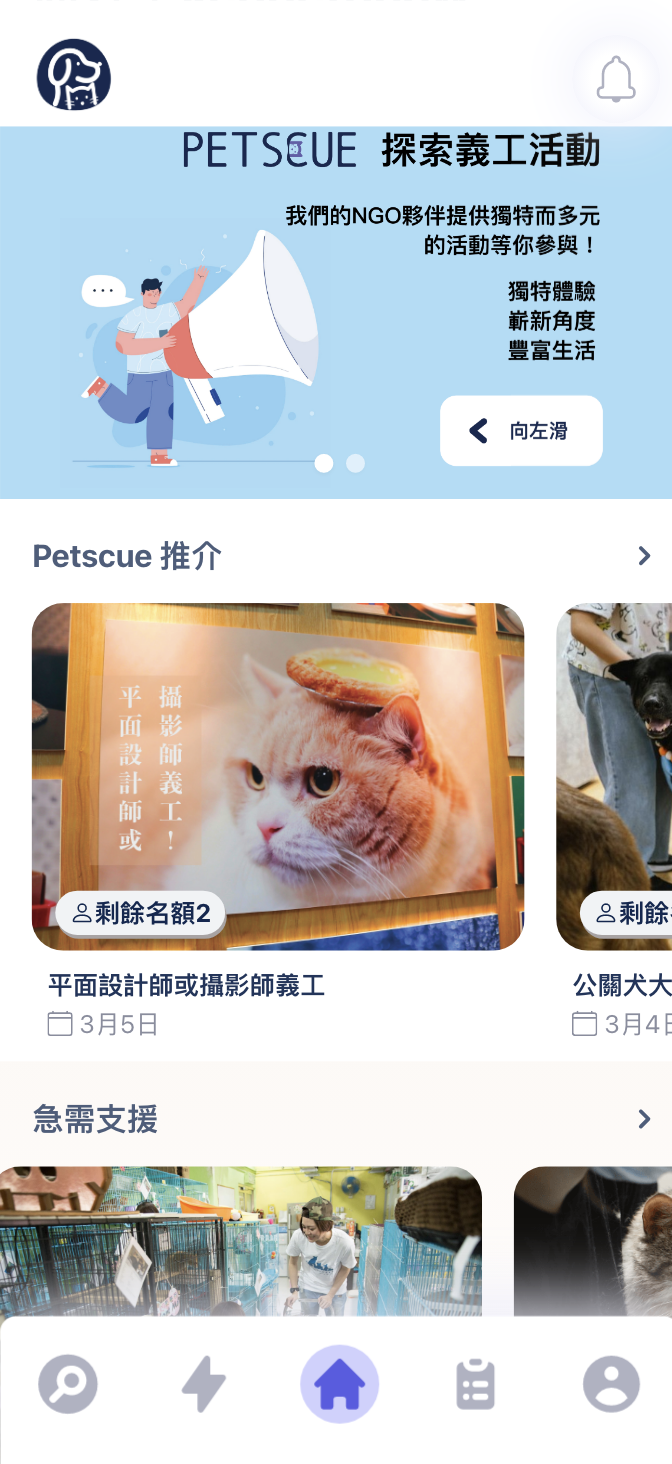 PETSCUE 探索義工活動
我們的NGO夥伴提供獨特而多元
的活動等你參與！
獨特體驗
嶄新角度
豐富生活
向左滑
Petscue 推介
攝影師義工！
平面設計師或
剩餘名額2
剩餘
平面設計師或攝影師義工
3月5日
公關犬大
3月4日
急需支援